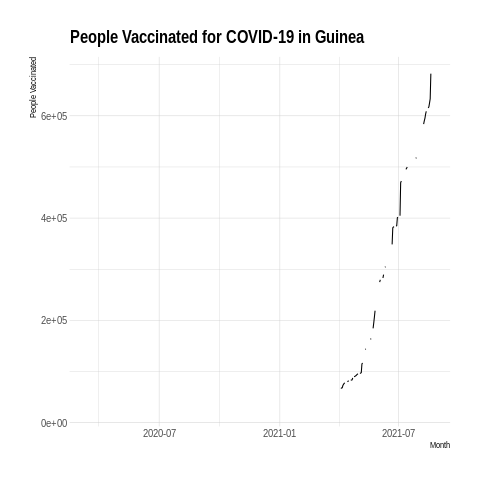 People Vaccinated for COVID-19 in Guinea
People Vaccinated
6e+05
4e+05
2e+05
0e+00
2020-07
2021-01
2021-07
Month